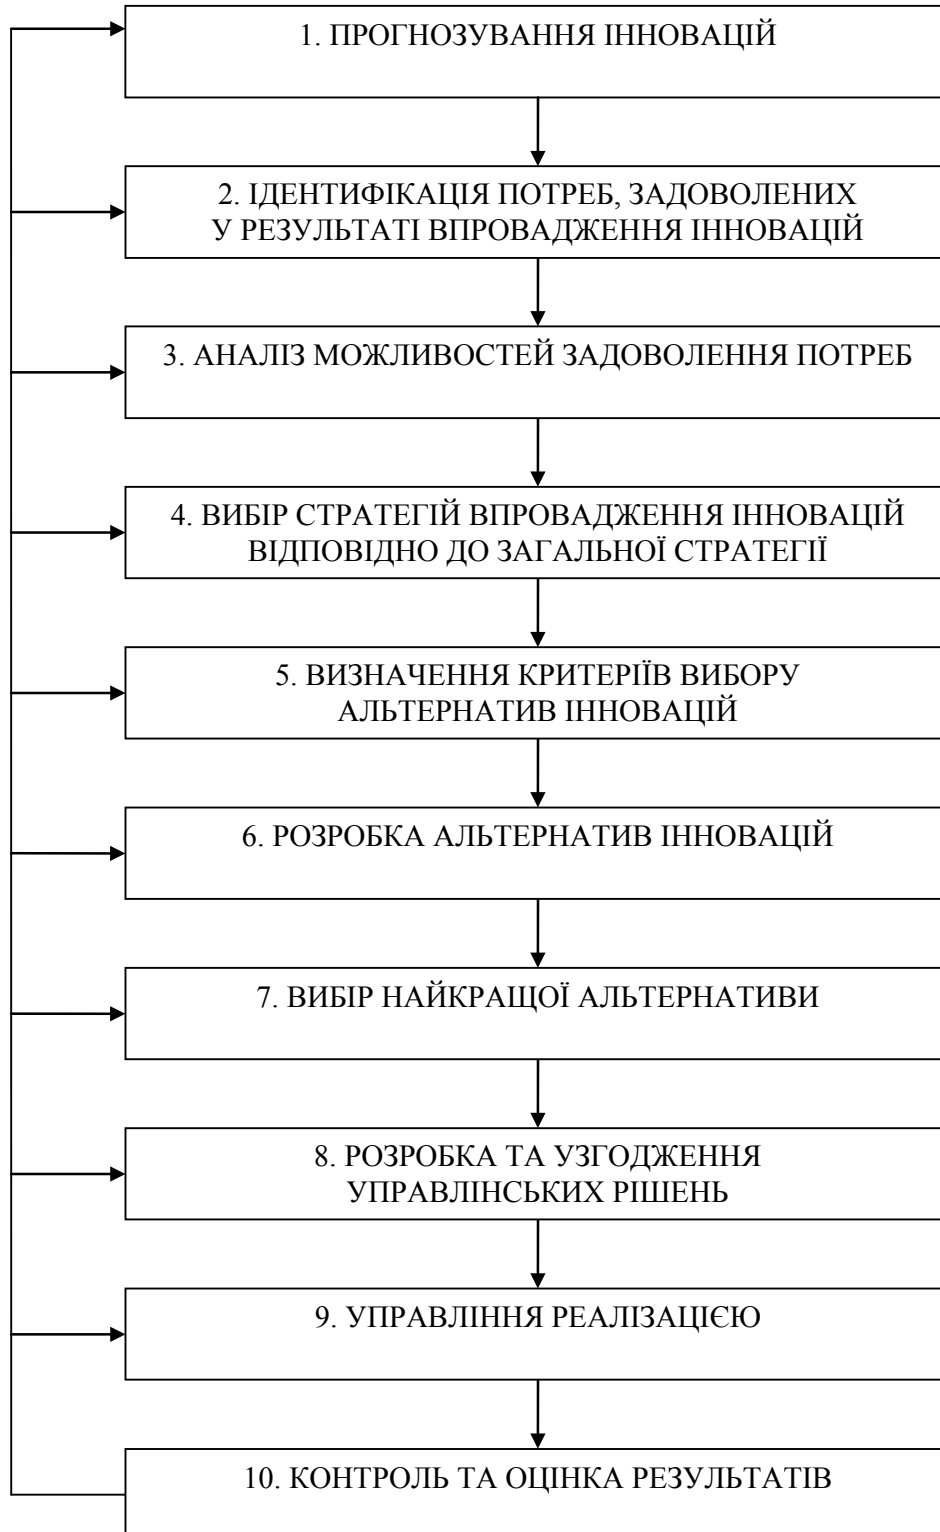 1. ПРОГНОЗУВАННЯ ІННОВАЦІЙ
2. ІДЕНТИФІКАЦІЯ ПОТРЕБ, ЗАДОВОЛЕНИХ
У РЕЗУЛЬТАТІ ВПРОВАДЖЕННЯ ІННОВАЦІЙ
3. АНАЛІЗ МОЖЛИВОСТЕЙ ЗАДОВОЛЕННЯ ПОТРЕБ
4. ВИБІР СТРАТЕГІЙ ВПРОВАДЖЕННЯ ІННОВАЦІЙ
ВІДПОВІДНО ДО ЗАГАЛЬНОЇ СТРАТЕГІЇ
5. ВИЗНАЧЕННЯ КРИТЕРІЇВ ВИБОРУ
АЛЬТЕРНАТИВ ІННОВАЦІЙ
6. РОЗРОБКА АЛЬТЕРНАТИВ ІННОВАЦІЙ
7. ВИБІР НАЙКРАЩОЇ АЛЬТЕРНАТИВИ
8. РОЗРОБКА ТА УЗГОДЖЕННЯ
УПРАВЛІНСЬКИХ РІШЕНЬ
9. УПРАВЛІННЯ РЕАЛІЗАЦІЄЮ
10. КОНТРОЛЬ ТА ОЦІНКА РЕЗУЛЬТАТІВ